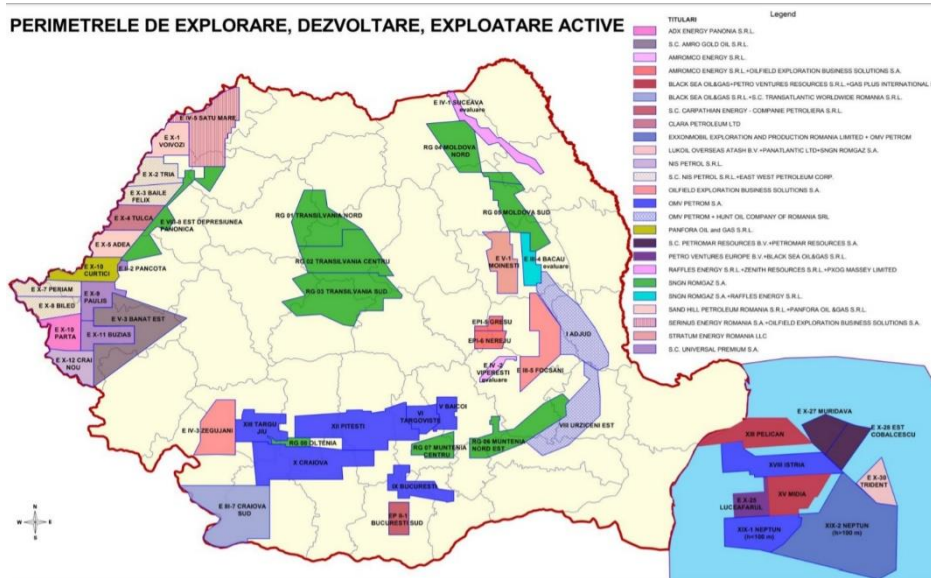 PERIMETRELE DE EXPLORARE, DEZVOLTARE, EXPLOATARE ACTIVE
Legend
TITULARI
ADX ENERGY PANONIA S.R.L.
S.C. AMRO GOLD OIL S.R.L.
AMROMCO ENERGY S.R.L.
AMROMCO ENERGY S.R.L.+OILFIELD EXPLORATION BUSINESS SOLUTIONS S.A.
BLACK SEA OIL&GAS+PETRO VENTURES RESOURCES S.R.L.+GAS PLUS INTERNATIONAL
BLACK SEA OIL&GAS S.R.L.+S.C. TRANSATLANTIC WORLDWIDE ROMANIA S.R.L.
S.C. CARPATHIAN ENERGY - COMPANIE PETROLIERA S.R.L.
CLARA PETROLEUM LTD
EXXONMOBIL EXPLORATION AND PRODUCTION ROMANIA LIMITED + OMV PETROM
LUKOIL OVERSEAS ATASH B.V.+PANATLANTIC LTD+SNGN ROMGAZ S.A.
NIS PETROL S.R.L.
S.C. NIS PETROL S.R.L.+EAST WEST PETROLEUM CORP.
OILFIELD EXPLORATION BUSINESS SOLUTIONS S.A.
OMV PETROM S.A.
OMV PETROM + HUNT OIL COMPANY OF ROMANIA SRL
PANFORA OIL and GAS S.R.L.
S.C. PETROMAR RESOURCES B.V.+PETROMAR RESOURCES S.A.
PETRO VENTURES EUROPE B.V.+BLACK SEA OIL&GAS S.R.L.
RAFFLES ENERGY S.R.L.+ZENITH RESOURCES S.R.L.+PXOG MASSEY LIMITED
SNGN ROMGAZ S.A.
SNGN ROMGAZ S.A.+RAFFLES ENERGY S.R.L.
SAND HILL PETROLEUM ROMANIA S.R.L.+PANFORA OIL &GAS S.R.L.
SERINUS ENERGY ROMANIA S.A.+OILFIELD EXPLORATION BUSINESS SOLUTIONS S.A.
STRATUM ENERGY ROMANIA LLC
S.C. UNIVERSAL PREMIUM S.A.
E IV-5 SATU MARE
E X-1
VOIVOZI
E X-2 TRIA
E X-3 BAILE
FELIX
E X-4 TULCA
E X-5 ADEA
E X-10
CURTICI
E X-7 PERIAM
E X-8 BILED
E X-9
PAULIS
E V-3 BANAT EST
PARTA
E X-11 BUZIAS
E X-12 CRAI
NOU
PANCOTA
EST DEPRESIUNEA
PANONICA
E IV-1 SUCEAVA
evaluare
RG 04 MOLDOVA
NORD
RG 05 MOLDOVA SUD
RG 01 TRANSILVANIA NORD
RG 02 TRANSILVANIA CENTRU
RG 03 TRANSILVANIA SUD
E V-1
MOINESTI
E III-4 BACAU
evaluare
EPI-5 GRESU
EPI-6 NEREJU
I ADJUD
E IV -2
VIPERESTI
evaluare
E III-5 FOCSANI
VIII URZICENI EST
E IV-3 ZEGUJANI
XIII TARGU
JIU
XII PITESTI
VI
TARGOVISTE
V BAICOI
RG 08 OLTENIA
RG 07 MUNTENIA
CENTRU
RG 06 MUNTENIA
NORD EST
X CRAIOVA
IX BUCURESTI
E III-7 CRAIOVA
SUD
EP II-1
BUCURESTI SUD
E X-27 MURIDAVA
E X-28 EST
COBALCESCU
XIII PELICAN
XVIII ISTRIA
E X-30
TRIDENT
XV MIDIA
LUCEAFARUL
XIX-1 NEPTUN
XIX-2 NEPTUN
N
W
E
S